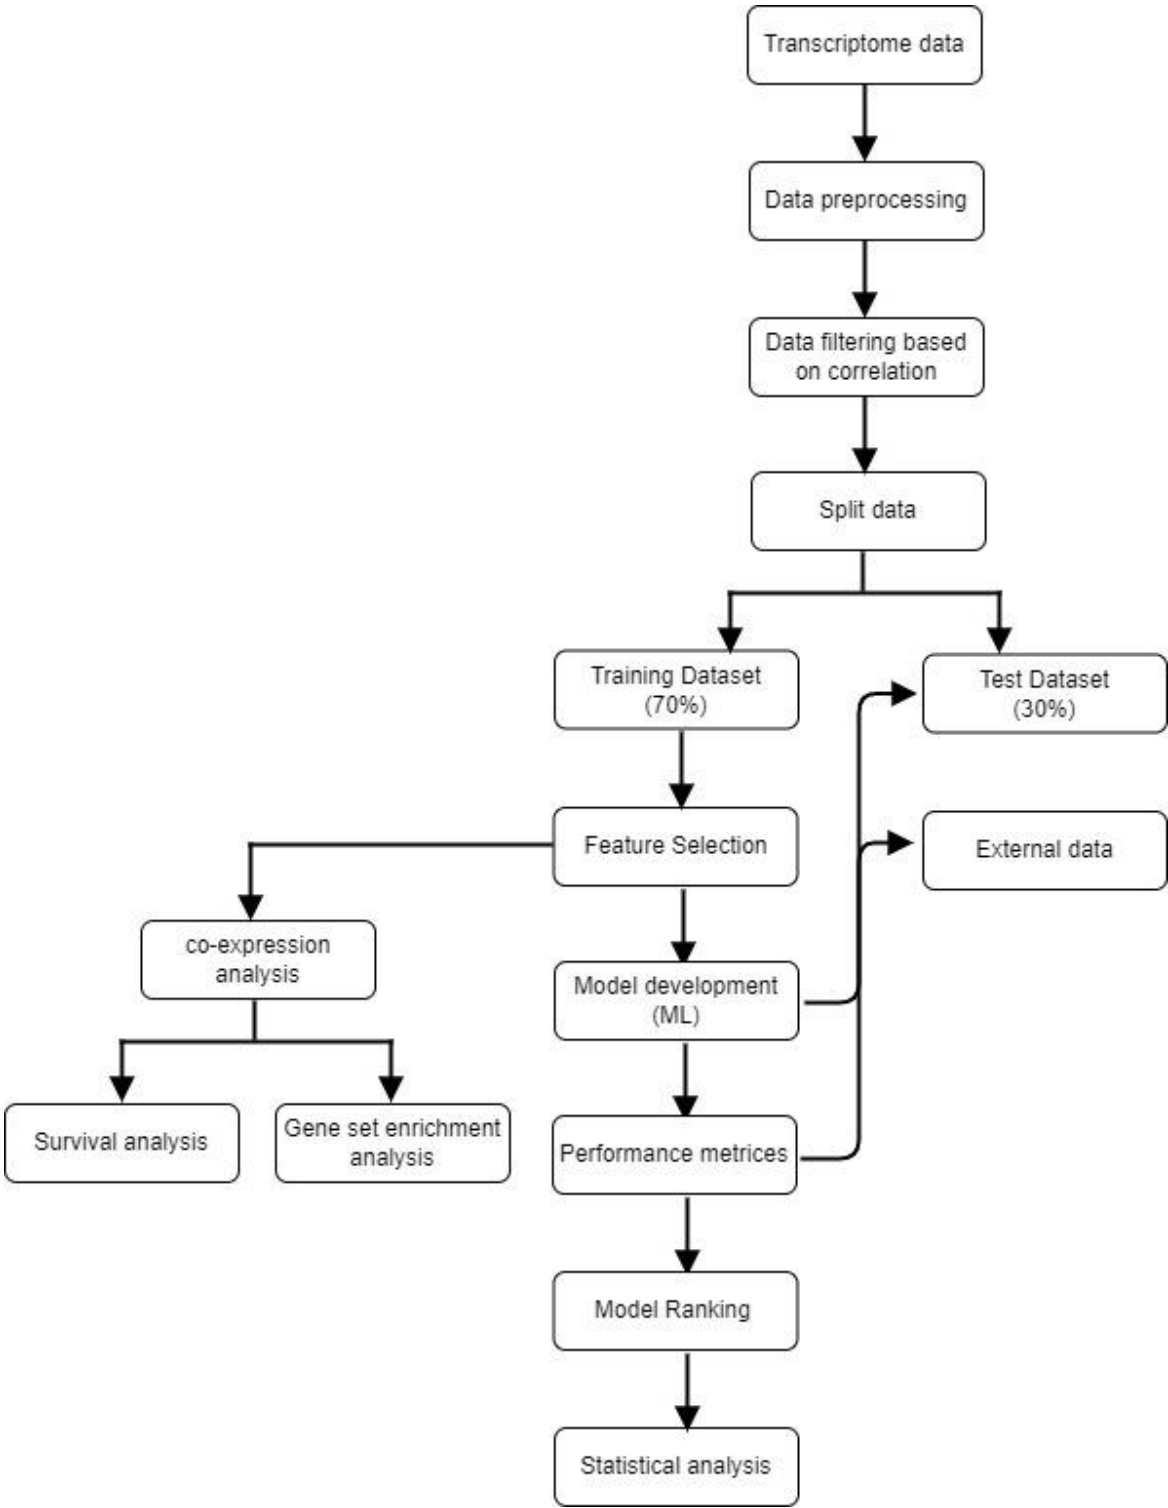 Transcriptome data
Data preprocessing
Data filtering based
on correlation
Split data
Training Dataset
(70%)
Test Dataset
(30%)
Feature Selection
External data
co-expression
analysis
Model development
(ML)
Survival analysis
Gene set enrichment
analysis
Performance metrices
Model Ranking
Statistical analysis